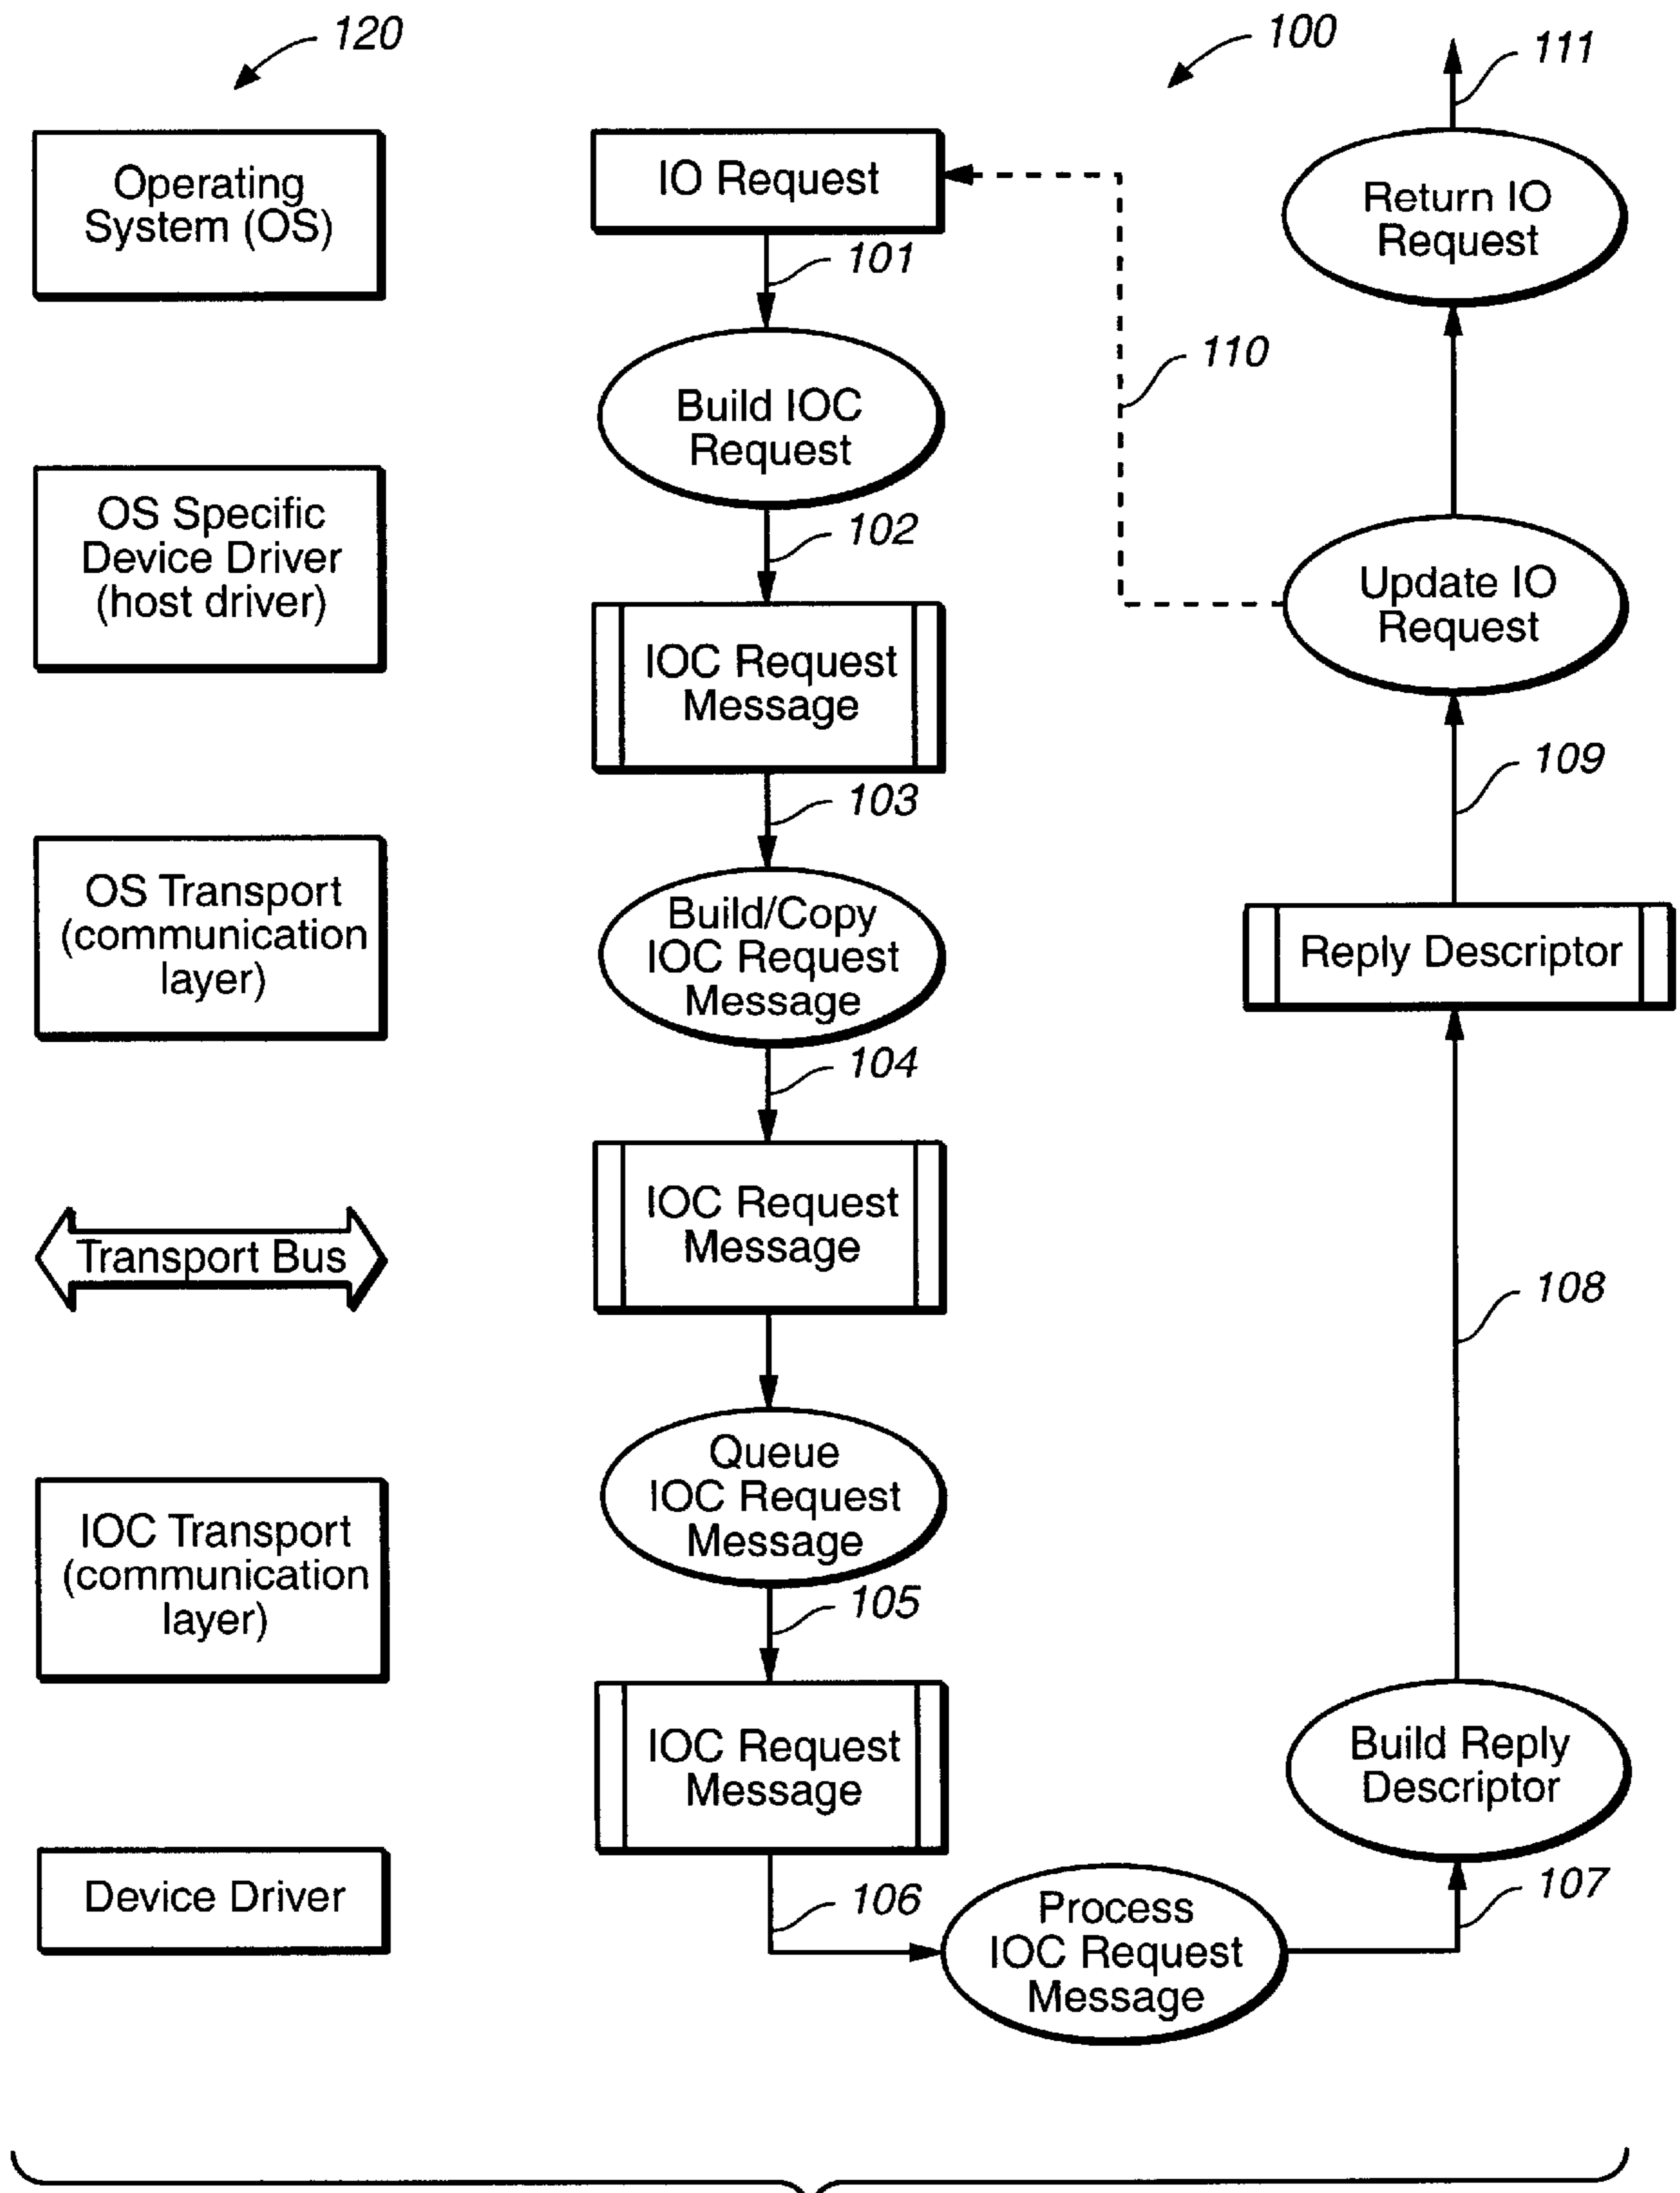 120
100
111
Operating
System (OS)
IO Request
Return IO
Request
101
110
Build IOC
Request
OS Specific
Device Driver
(host driver)
102
Update IO
Request
IOC Request
Message
103
109
OS Transport
(communication
layer)
Build/Copy
IOC Request
Message
Reply Descriptor
104
IOC Request
Message
Transport Bus
108
Queue
IOC Request
Message
IOC Transport
(communication
layer)
105
IOC Request
Message
Build Reply
Descriptor
Device Driver
106
Process
IOC Request
Message
107